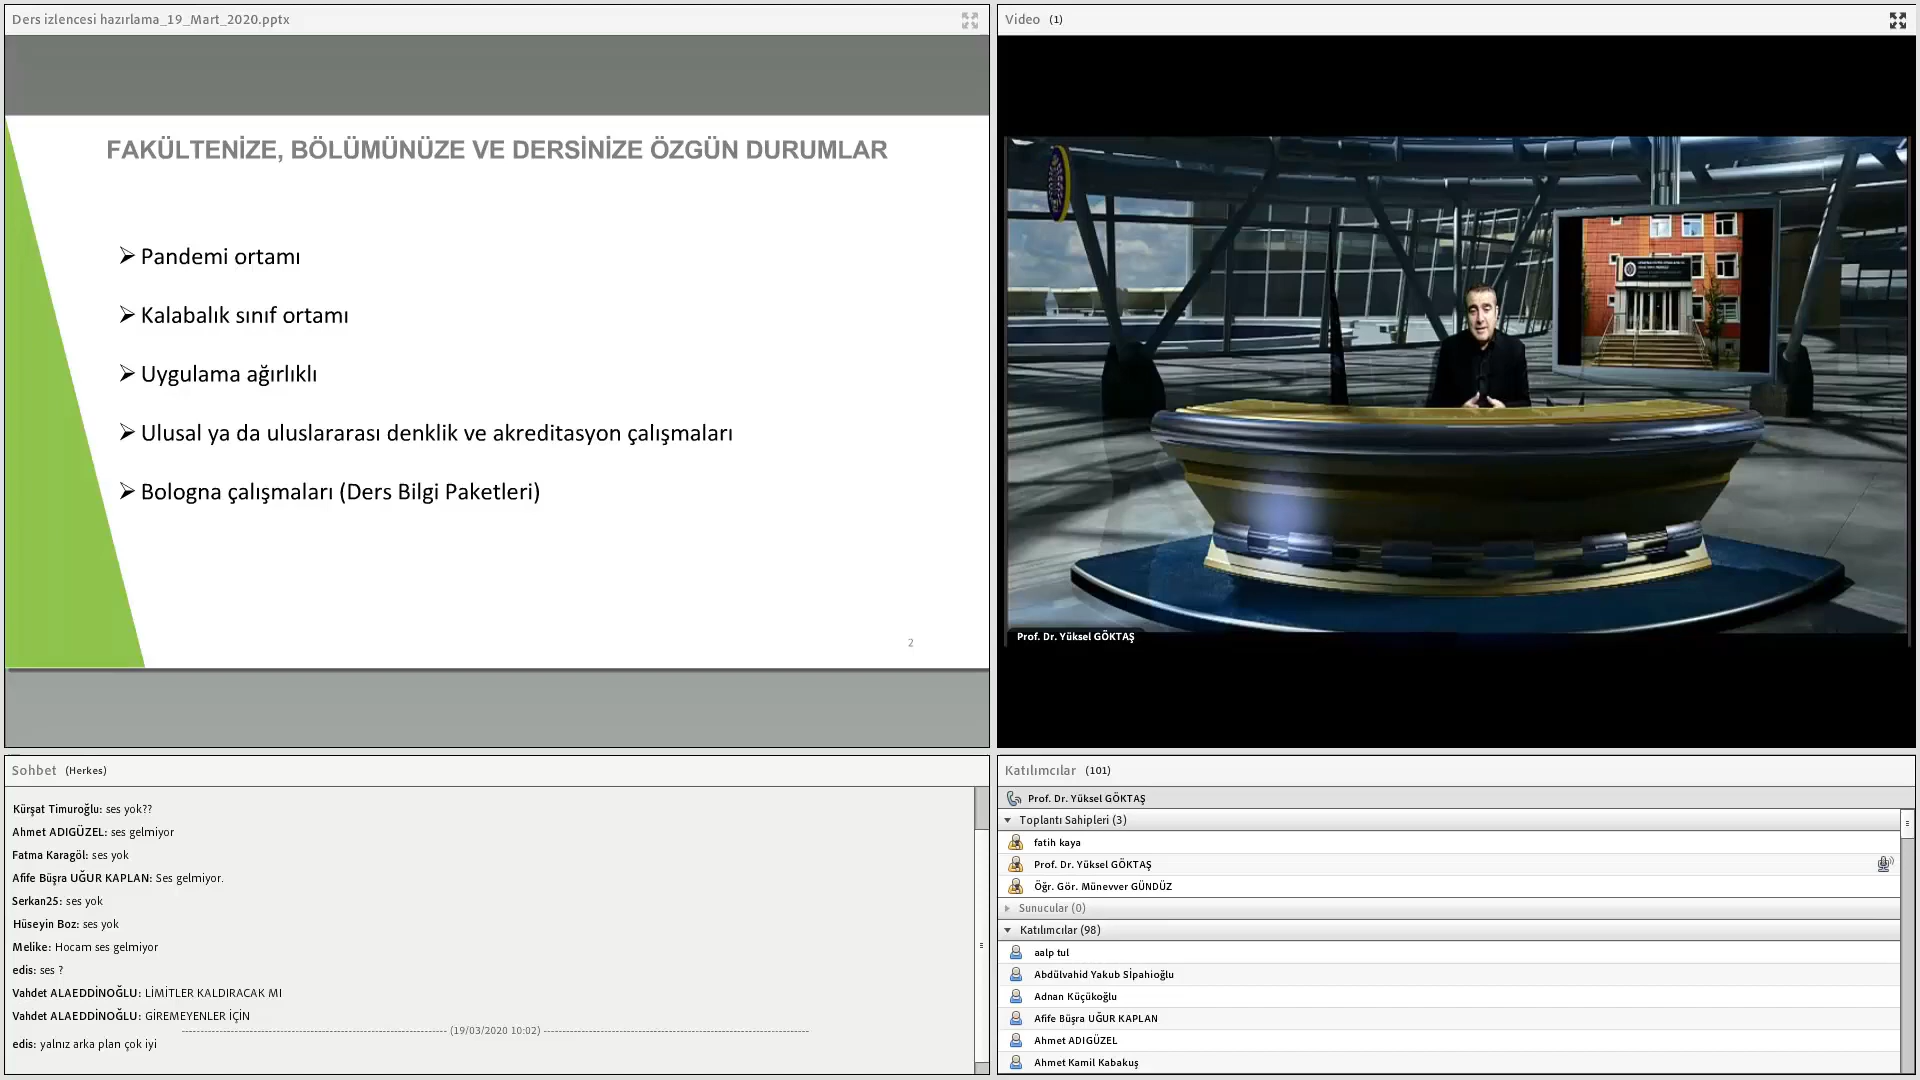 Ders izlencesi hazırlama_19_Mart_2020.pptx
FAKÜLTENİZE, BÖLÜMÜNÜZE VE DERSİNİZE ÖZGÜN DURUMLAR
Pandemi ortamı
Kalabalık sınıf ortamı
Uygulama ağırlıklı
Ulusal ya da uluslararası denklik ve akreditasyon çalışmaları
Bologna çalışmaları (Ders Bilgi Paketleri)
2
Video (1)
Prof. Dr. Yüksel GÖKTAŞ
Sohbet (Herkes)
Kürşat Timuroğlu: ses yok??
Ahmet ADIGÜZEL: ses gelmiyor
Fatma Karagöl: ses yok
Afife Büşra UĞUR KAPLAN: Ses gelmiyor.
Serkan25: ses yok
Hüseyin Boz: ses yok
Melike: Hocam ses gelmiyor
edis: ses ?
Vahdet ALAEDDİNOĞLU: LİMİTLER KALDIRACAK MI
Vahdet ALAEDDİNOĞLU: GİREMEYENLER İÇİN
(19/03/2020 10:02)
edis: yalnız arka plan çok iyi
Katılımcılar (101)
Prof. Dr. Yüksel GÖKTAŞ
Toplantı Sahipleri (3)
fatih kaya
Prof. Dr. Yüksel GÖKTAŞ
Öğr. Gör. Münevver GÜNDÜZ
Sunucular (0)
Katılımcılar (98)
aalp tul
Abdülvahid Yakub Sİpahioğlu
Adnan Küçükoğlu
Afife Büşra UĞUR KAPLAN
Ahmet ADIGÜZEL
Ahmet Kamil Kabakuş